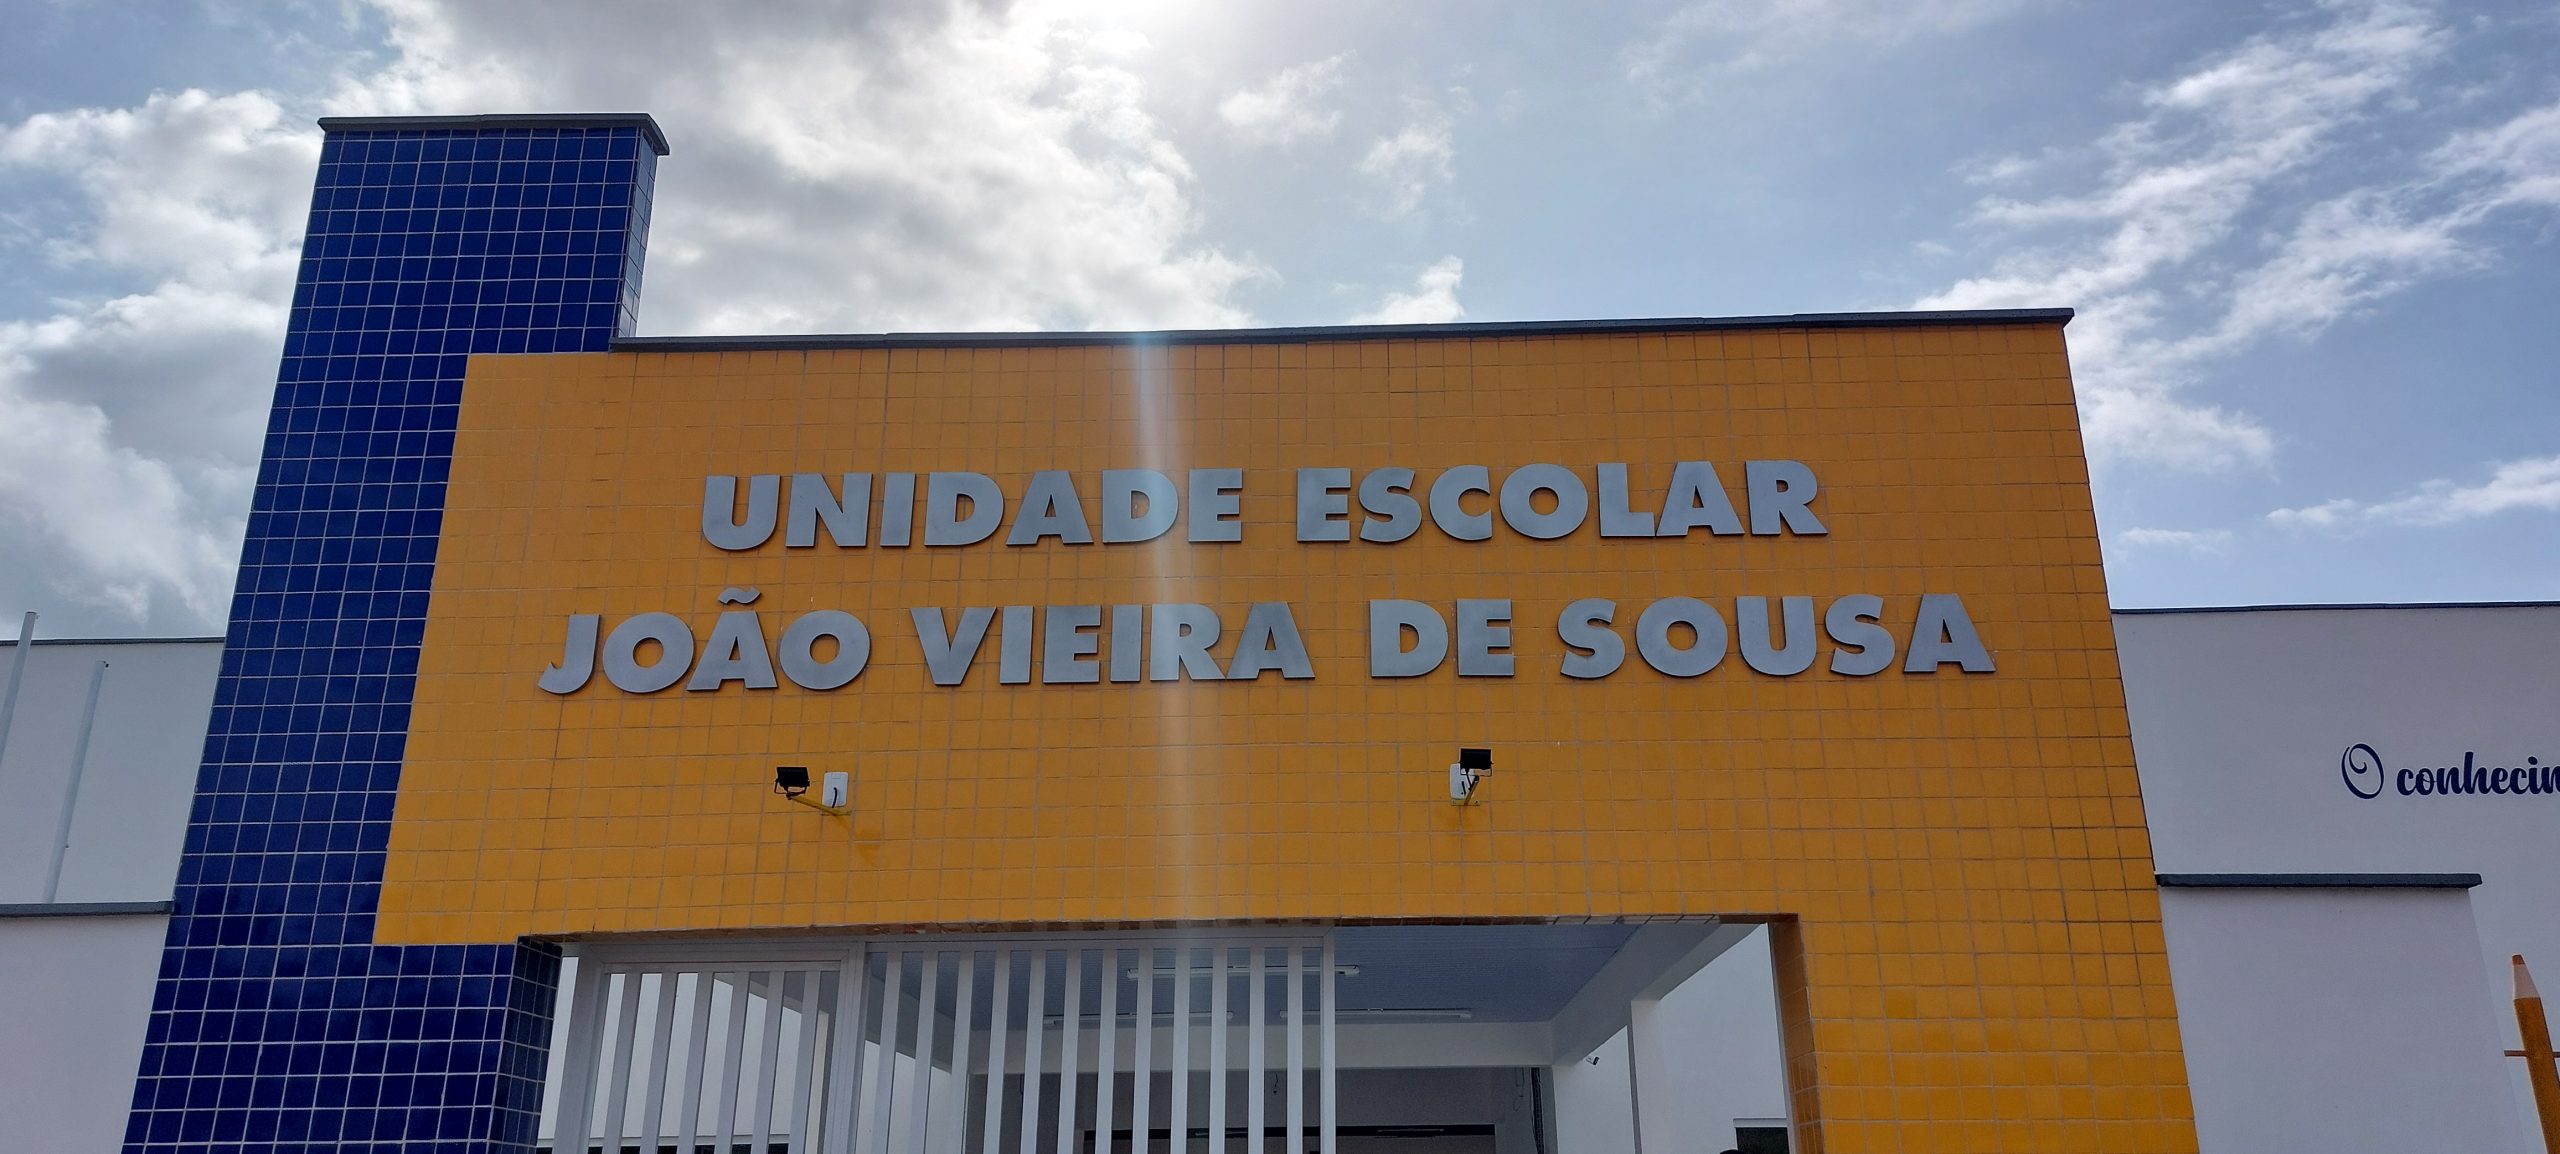 UNIDADE ESCOLAR
JOÃO VIEIRA DE SOUSA
O